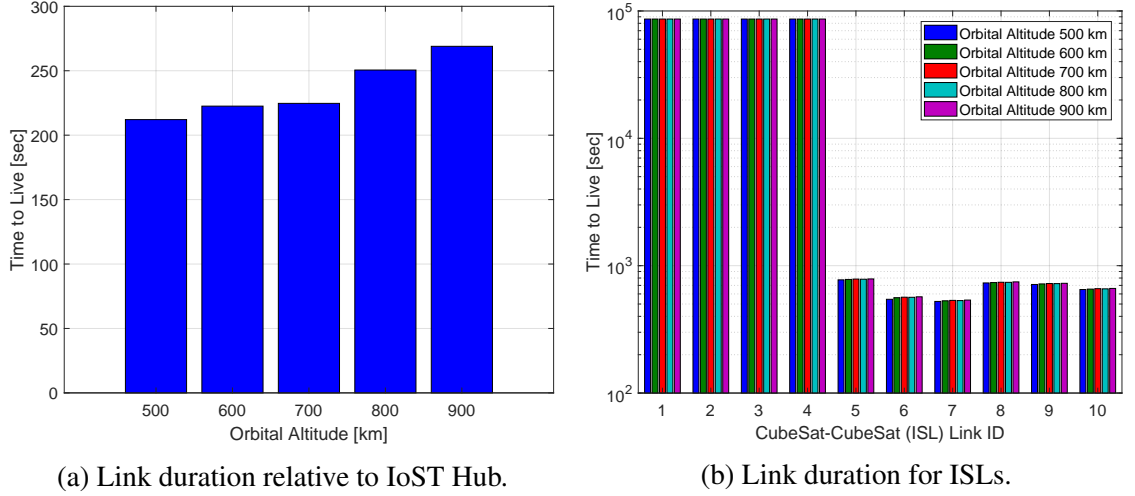 300
250
200
150
100
50
0
Time to Live [sec]
500 600 700 800 900
Orbital Altitude [km]
(a) Link duration relative to IoST Hub.
10^5
10^4
10^3
10^2
Time to Live [sec]
Orbital Altitude 500 km
Orbital Altitude 600 km
Orbital Altitude 700 km
Orbital Altitude 800 km
Orbital Altitude 900 km
1 2 3 4 5 6 7 8 9 10
CubeSat-CubeSat (ISL) Link ID
(b) Link duration for ISLs.